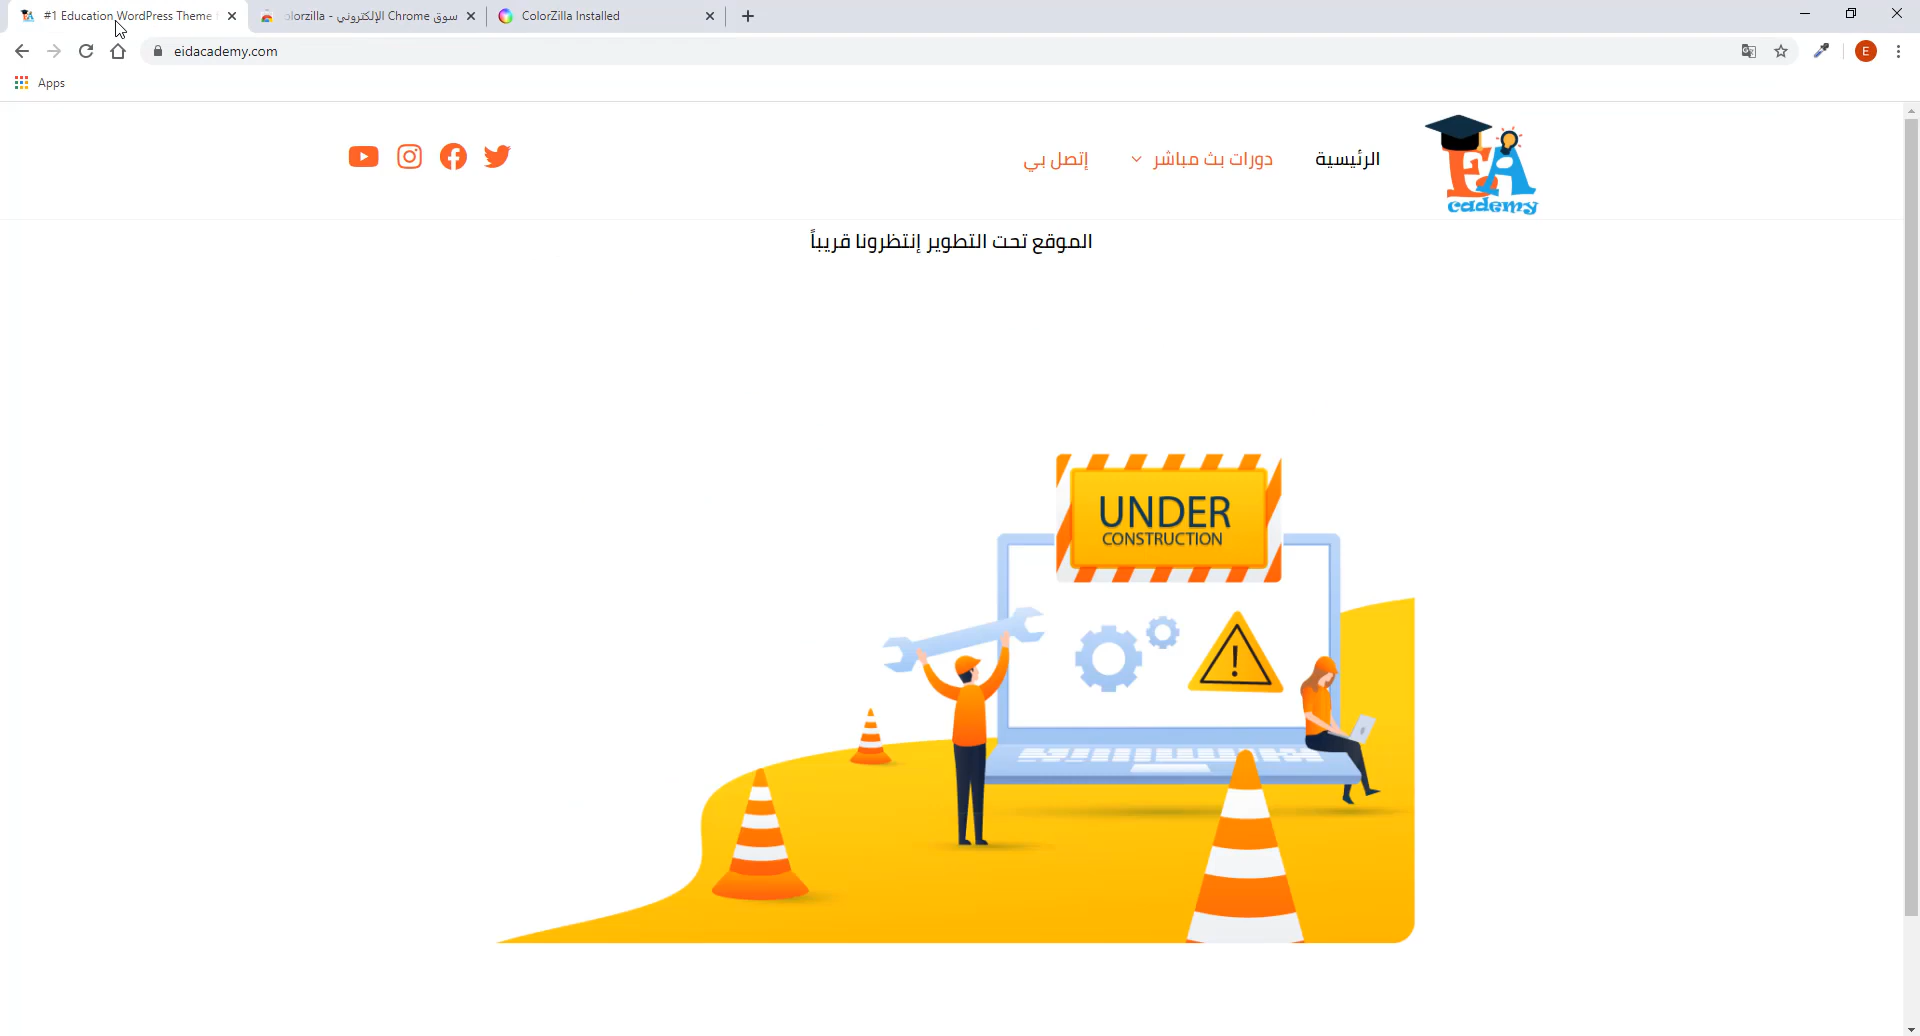 #1 Education WordPress Theme
olorzilla - سوق Chrome الإلكتروني
ColorZilla Installed
eidacademy.com
E
Apps
الرئيسية
دورات بث مباشر
إتصل بي
EA
cademy
الموقع تحت التطوير إنتظرونا قريباً
UNDER
CONSTRUCTION